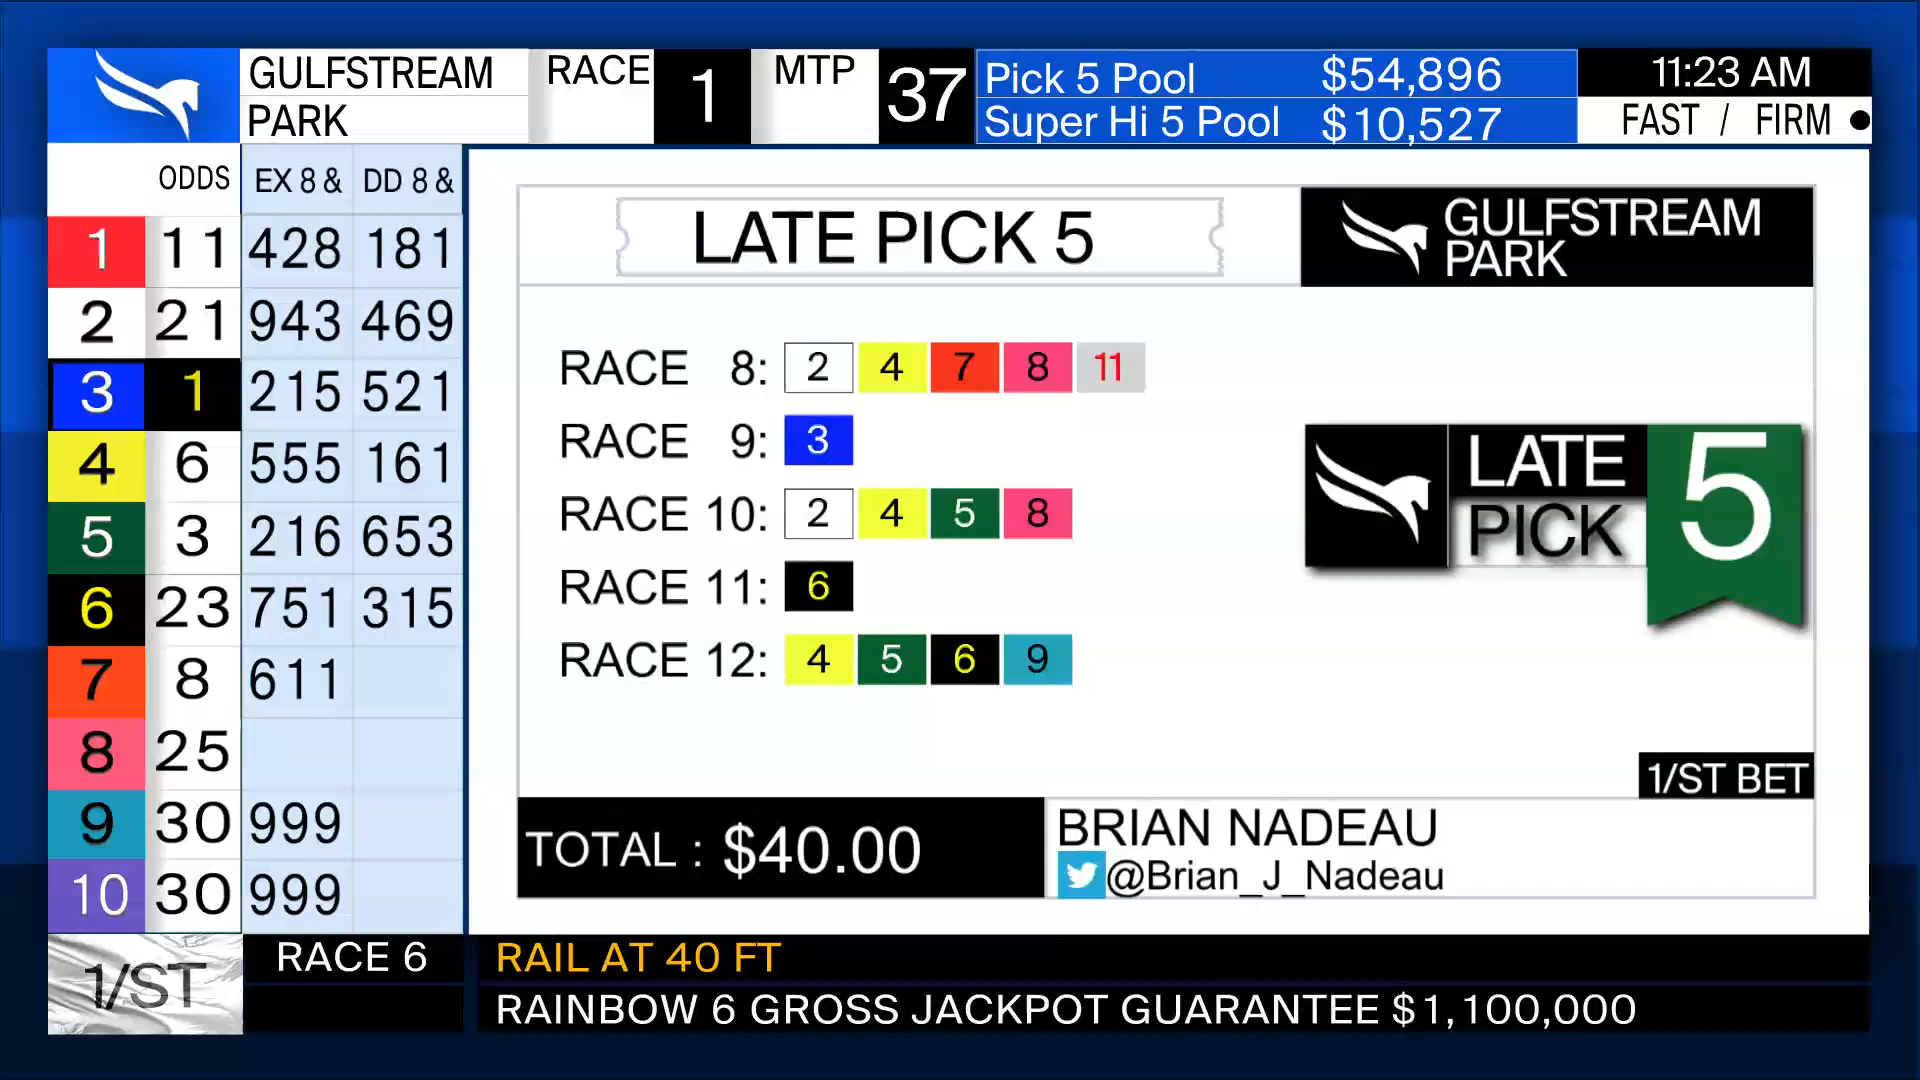 GULFSTREAM
PARK
RACE 1 MTP 37
Pick 5 Pool $54,896
Super Hi 5 Pool $10,527
11:23 AM
FAST / FIRM
ODDS EX 8 & DD 8 &
1 11 428 181
2 21 943 469
3 1 215 521
4 6 555 161
5 3 216 653
6 23 751 315
7 8 611
8 25
9 30 999
10 30 999
LATE PICK 5
GULFSTREAM
PARK
RACE 8: 2 4 7 8 11
RACE 9: 3
RACE 10: 2 4 5 8
RACE 11: 6
RACE 12: 4 5 6 9
LATE
PICK
5
1/ST BET
TOTAL : $40.00
BRIAN NADEAU
@Brian_J_Nadeau
1/ST
RACE 6
RAIL AT 40 FT
RAINBOW 6 GROSS JACKPOT GUARANTEE $1,100,000